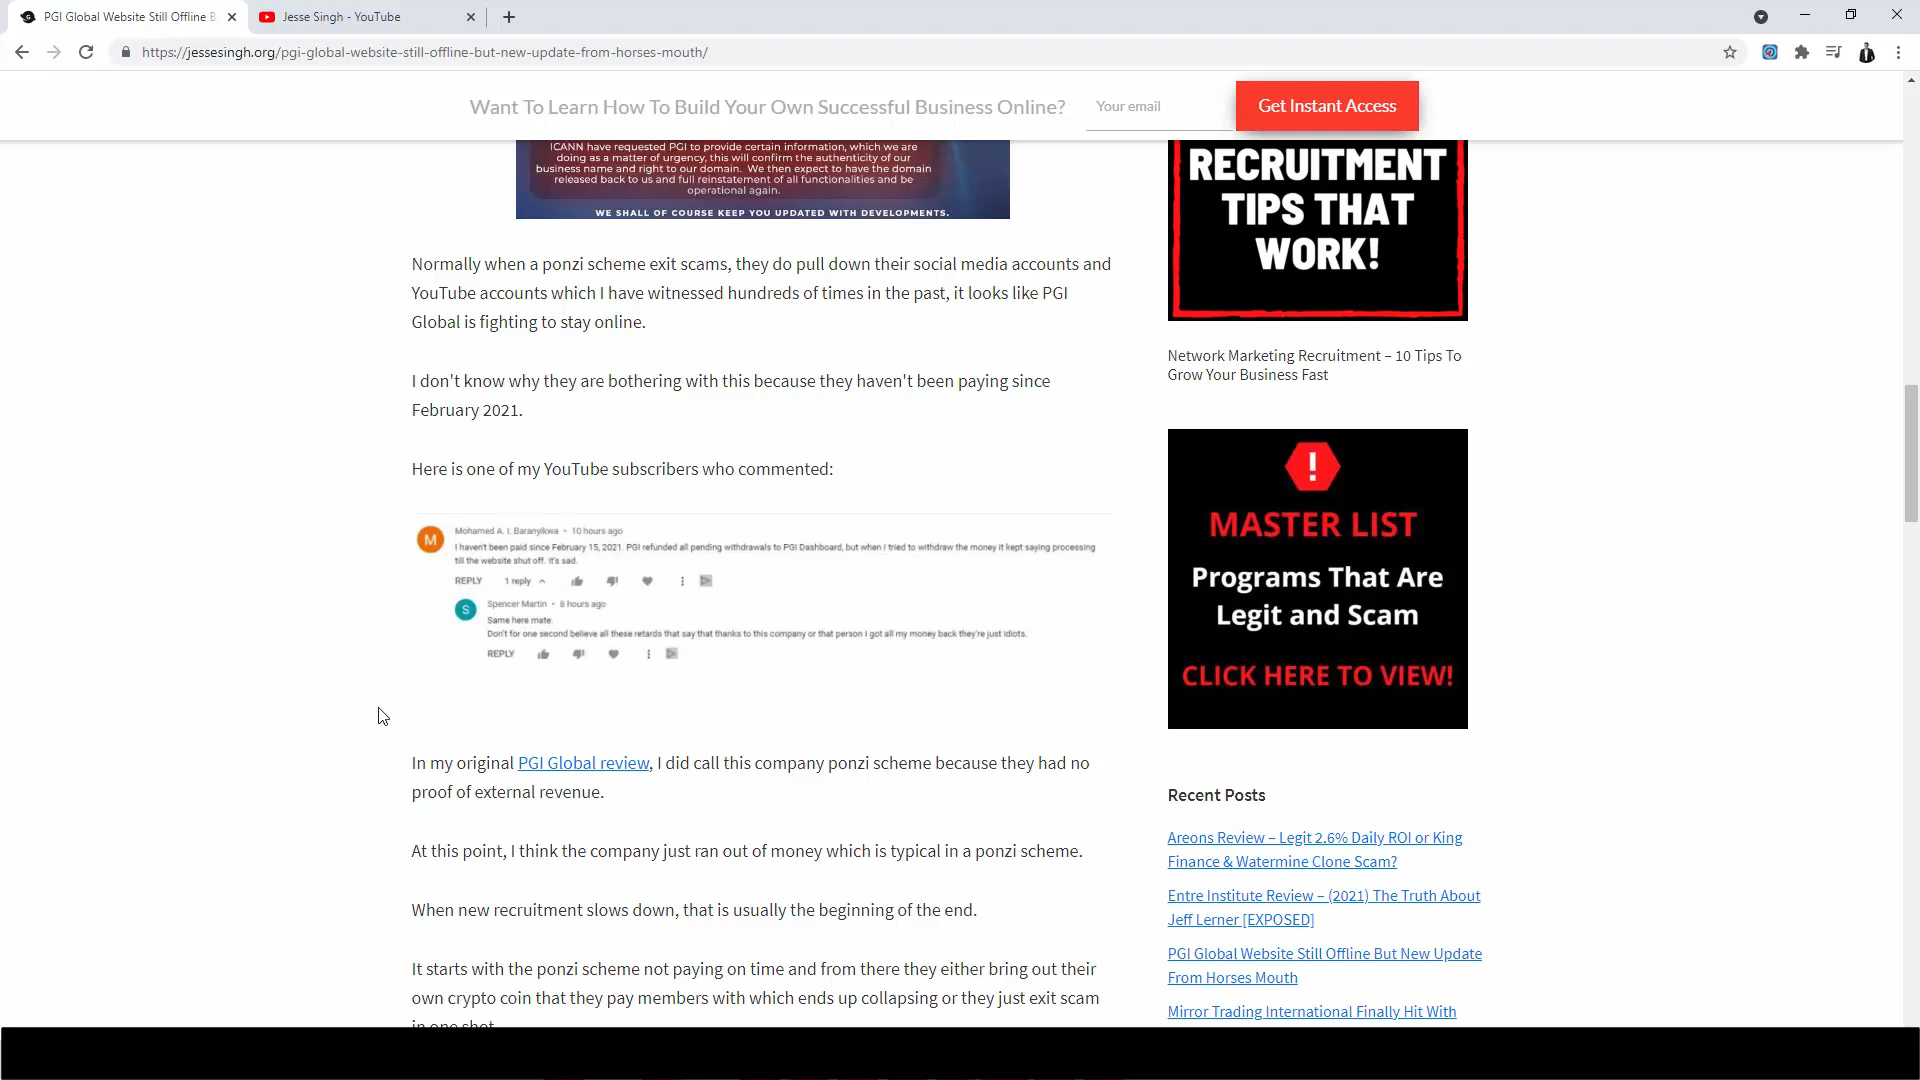 PGI Global Website Still Offline B
Jesse Singh - YouTube
https://jessesingh.org/pgi-global-website-still-offline-but-new-update-from-horses-mouth/
Want To Learn How To Build Your Own Successful Business Online?
Your email
Get Instant Access
ICANN have requested PGI to provide certain information, which we are
doing as a matter of urgency, this will confirm the authenticity of our
business name and right to our domain. We then expect to have the domain
released back to us and full reinstatement of all functionalities and be
operational again.
WE SHALL OF COURSE KEEP YOU UPDATED WITH DEVELOPMENTS.
Normally when a ponzi scheme exit scams, they do pull down their social media accounts and
YouTube accounts which I have witnessed hundreds of times in the past, it looks like PGI
Global is fighting to stay online.
I don't know why they are bothering with this because they haven't been paying since
February 2021.
Here is one of my YouTube subscribers who commented:
M
Mohamed A. I. Baranyikwa • 10 hours ago
I haven't been paid since February 15, 2021. PGI refunded all pending withdrawals to PGI Dashboard, but when I tried to withdraw the money it kept saying processing
till the website shut off. It's sad.
REPLY 1 reply
S
Spencer Martin • 8 hours ago
Same here mate.
Don't for one second believe all these retards that say that thanks to this company or that person I got all my money back they're just idiots.
REPLY
In my original PGI Global review, I did call this company ponzi scheme because they had no
proof of external revenue.
At this point, I think the company just ran out of money which is typical in a ponzi scheme.
When new recruitment slows down, that is usually the beginning of the end.
It starts with the ponzi scheme not paying on time and from there they either bring out their
own crypto coin that they pay members with which ends up collapsing or they just exit scam
in one shot
RECRUITMENT
TIPS THAT
WORK!
Network Marketing Recruitment – 10 Tips To
Grow Your Business Fast
!
MASTER LIST
Programs That Are
Legit and Scam
CLICK HERE TO VIEW!
Recent Posts
Areons Review – Legit 2.6% Daily ROI or King
Finance & Watermine Clone Scam?
Entre Institute Review – (2021) The Truth About
Jeff Lerner [EXPOSED]
PGI Global Website Still Offline But New Update
From Horses Mouth
Mirror Trading International Finally Hit With